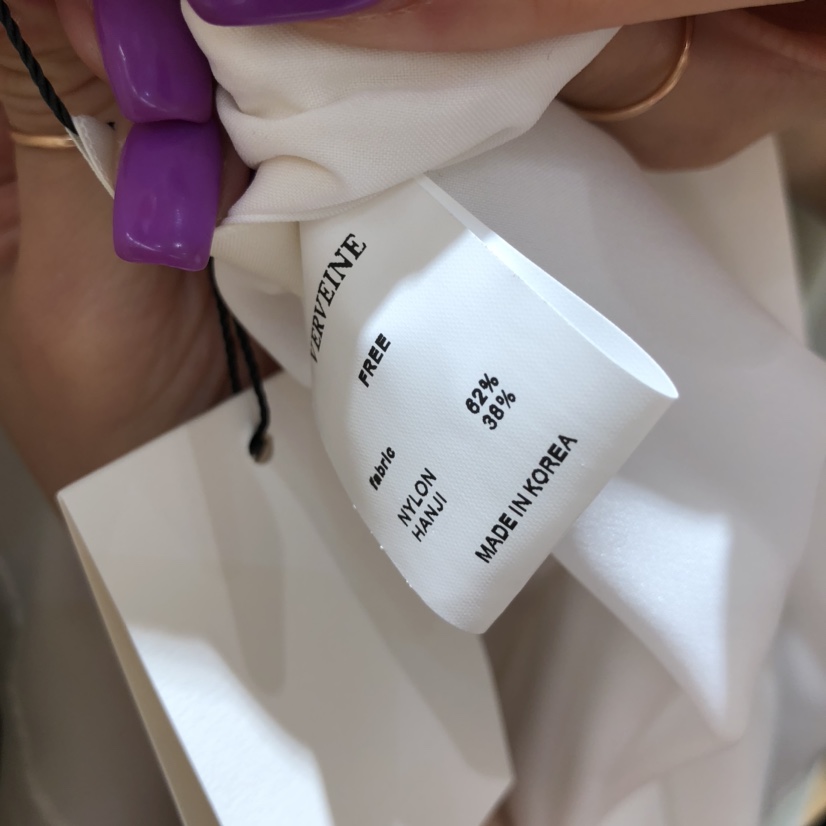 VERVEINE
FREE
fabric
NYLON 62%
HANJI 38%
MADE IN KOREA